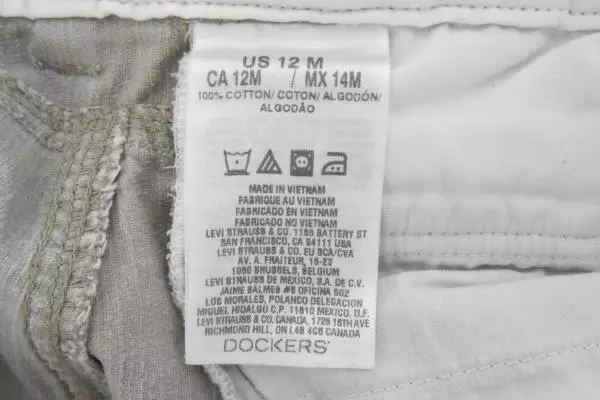 US 12 M
CA 12M / MX 14M
100% COTTON/ COTON/ ALGODÓN/
ALGODÃO
MADE IN VIETNAM
FABRIQUE AU VIETNAM
FABRICADO EN VIETNAM
FABRICADO NO VIETNAM
LEVI STRAUSS & CO. 1155 BATTERY ST
SAN FRANCISCO, CA 94111 USA
LEVI STRAUSS & CO. EU SCA/CVA
AV. A. FRAITEUR, 15-23
1050 BRUSSELS, BELGIUM
LEVI STRAUSS DE MEXICO, S.A. DE C.V.
JAIME BALMES #8 OFICINA 602
LOS MORALES, POLANCO DELEGACION
MIGUEL HIDALGO C.P. 11510 MEXICO, D.F.
LEVI STRAUSS & CO. CANADA, 1725 16TH AVE
RICHMOND HILL, ON L4B 4C6 CANADA
DOCKERS